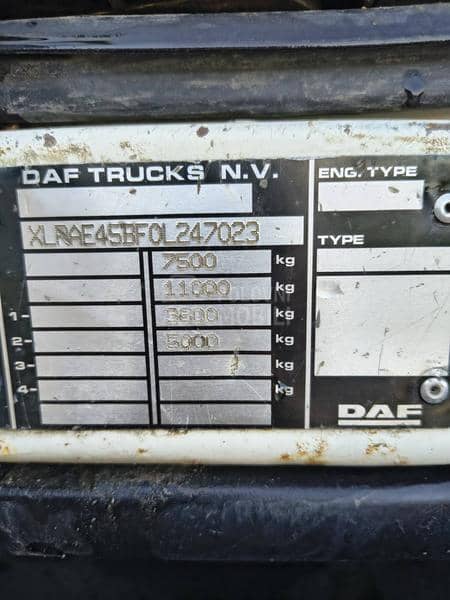 DAF TRUCKS N.V.
XLRAE45BF0L247023
7500 kg
11000 kg
1- 3600 kg
2- 5000 kg
3- kg
4- kg
ENG. TYPE
TYPE
DAF